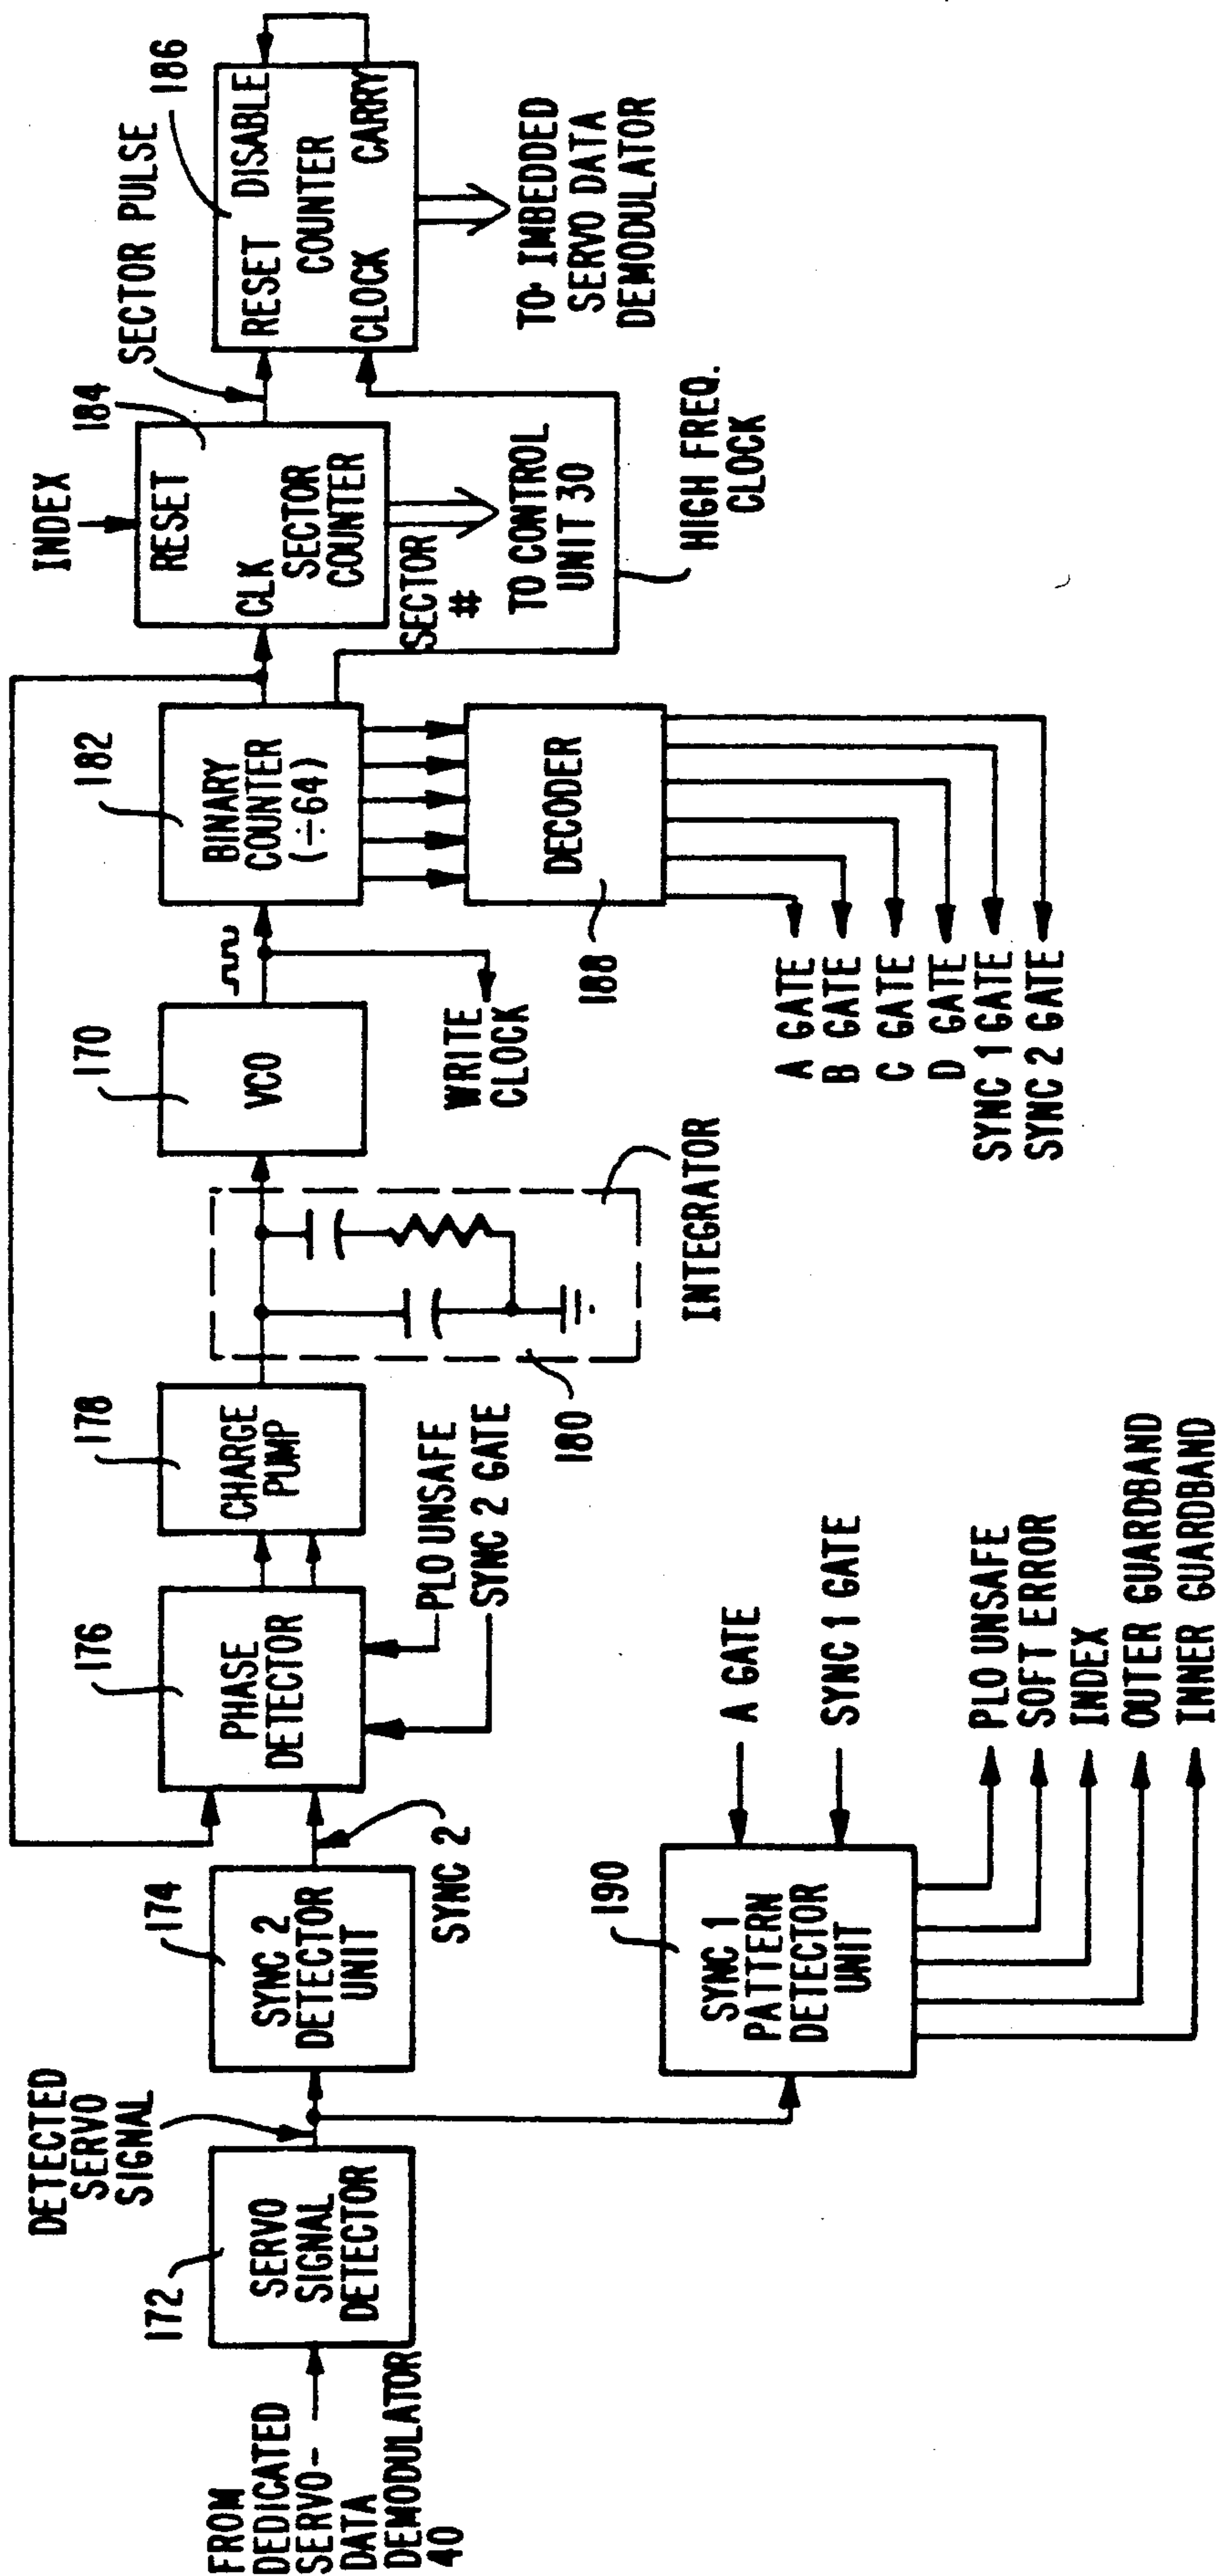 FROM
DEDICATED
SERVO-
DATA
DEMODULATOR
40
172
SERVO
SIGNAL
DETECTOR
DETECTED
SERVO
SIGNAL
174
SYNC 2
DETECTOR
UNIT
SYNC 2
176
PHASE
DETECTOR
PLO UNSAFE
SYNC 2 GATE
178
CHARGE
PUMP
180
INTEGRATOR
170
VCO
WRITE
CLOCK
182
BINARY
COUNTER
(÷64)
DECODER
188
A GATE
B GATE
C GATE
D GATE
SYNC 1 GATE
SYNC 2 GATE
INDEX
184
RESET
CLK
SECTOR
COUNTER
SECTOR
#
TO CONTROL
UNIT 30
HIGH FREQ.
CLOCK
SECTOR PULSE
186
RESET DISABLE
COUNTER
CLOCK CARRY
TO IMBEDDED
SERVO DATA
DEMODULATOR
190
SYNC 1
PATTERN
DETECTOR
UNIT
A GATE
SYNC 1 GATE
PLO UNSAFE
SOFT ERROR
INDEX
OUTER GUARDBAND
INNER GUARDBAND